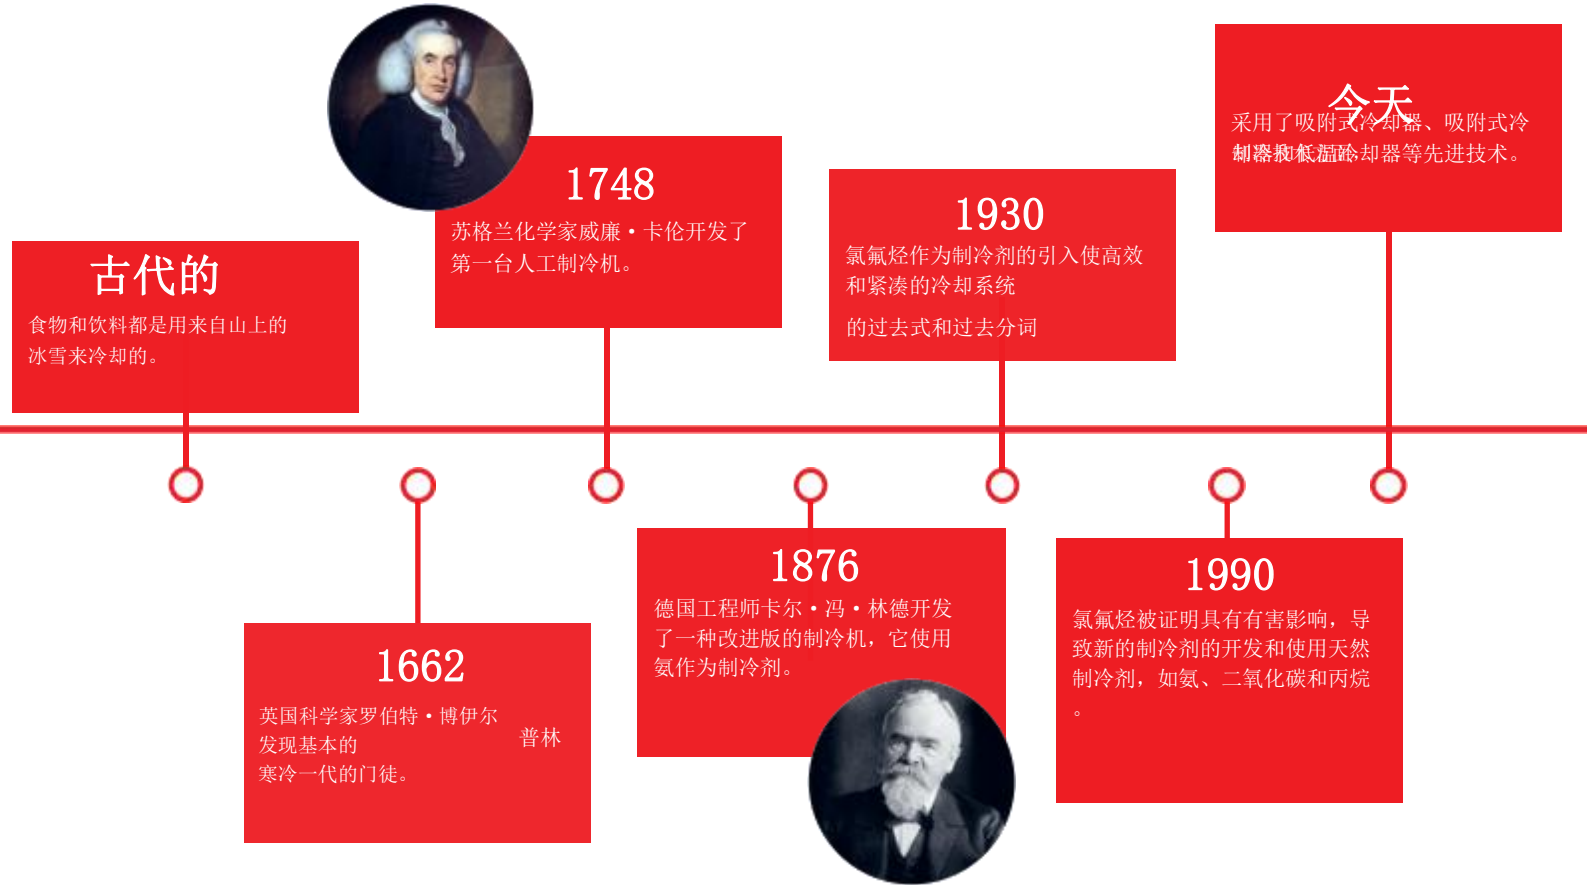 古代的
食物和饮料都是用来自山上的
冰雪来冷却的。
1662
英国科学家罗伯特·博伊尔
发现基本的
普林
寒冷一代的门徒。
1748
苏格兰化学家威廉·卡伦开发了
第一台人工制冷机。
1876
德国工程师卡尔·冯·林德开发
了一种改进版的制冷机，它使用
氨作为制冷剂。
1930
氯氟烃作为制冷剂的引入使高效
和紧凑的冷却系统
的过去式和过去分词
1990
氯氟烃被证明具有有害影响，导
致新的制冷剂的开发和使用天然
制冷剂，如氨、二氧化碳和丙烷
。
今天
采用了吸附式冷却器、吸附式冷
却器和低温冷却器等先进技术。